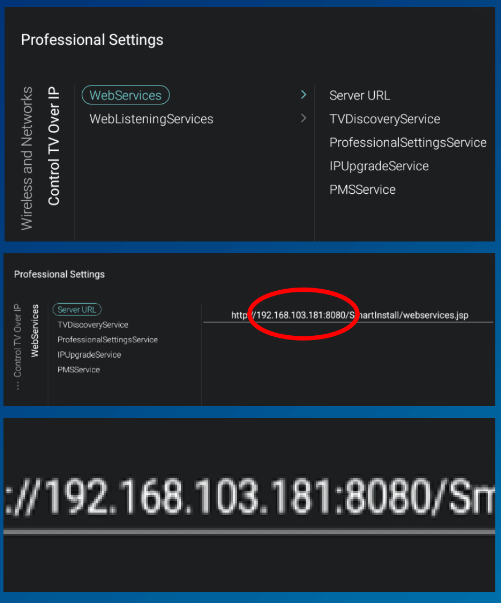 Professional Settings
Wireless and Networks
Control TV Over IP
WebServices
WebListeningServices
Server URL
TVDiscoveryService
ProfessionalSettingsService
IPUpgradeService
PMSService
Professional Settings
... Control TV Over IP
WebServices
Server URL
TVDiscoveryService
ProfessionalSettingsService
IPUpgradeService
PMSService
http://192.168.103.181:8080/SmartInstall/webservices.jsp
://192.168.103.181:8080/Sm